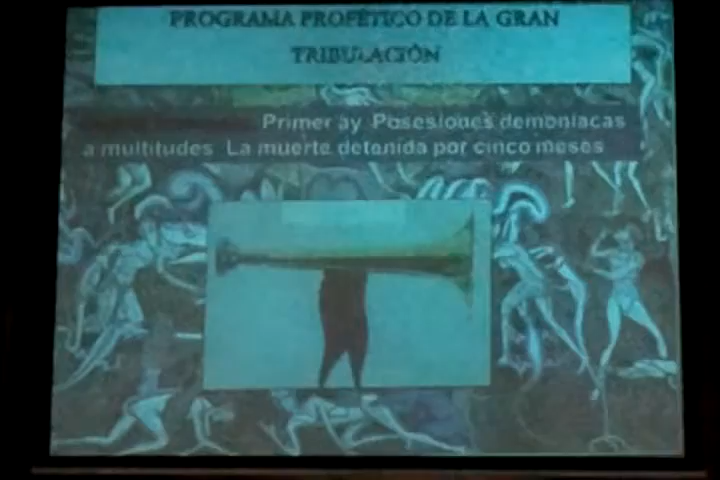 PROGRAMA PROFÉTICO DE LA GRAN
TRIBULACIÓN
Primer ay Posesiones demoniacas
a multitudes La muerte detenida por cinco meses